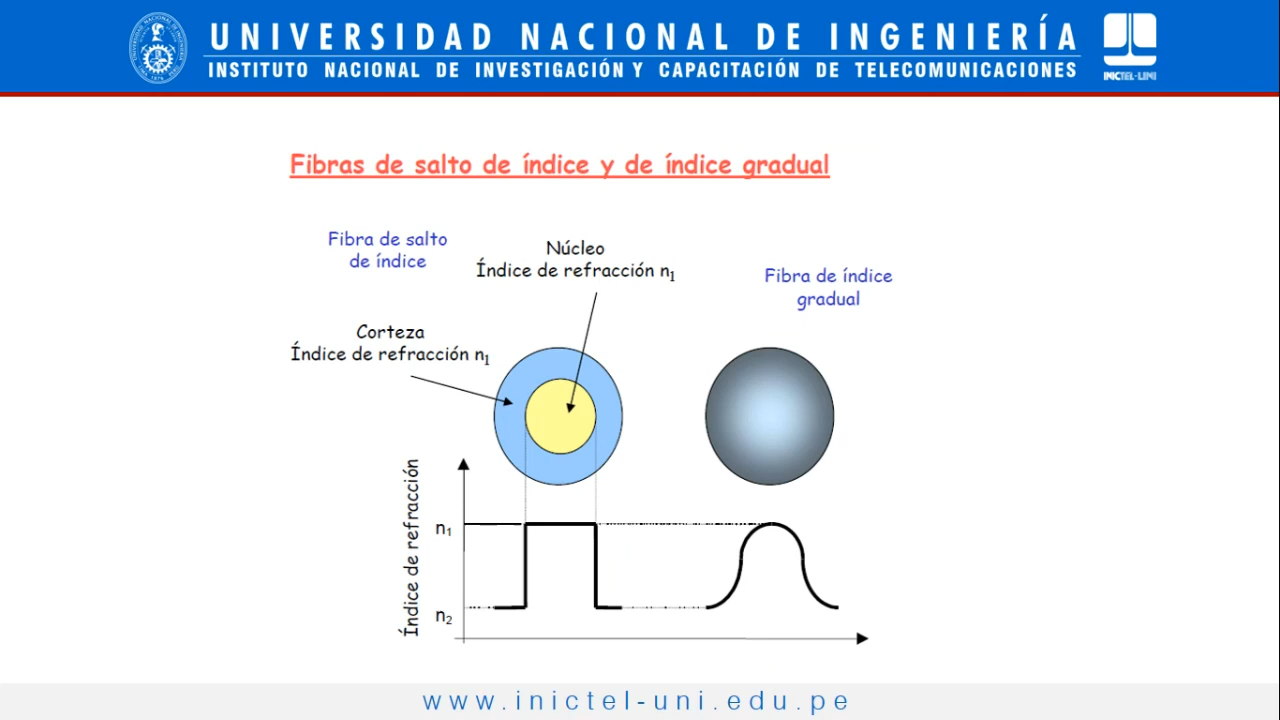 UNIVERSIDAD NACIONAL DE INGENIERÍA
INSTITUTO NACIONAL DE INVESTIGACIÓN Y CAPACITACIÓN DE TELECOMUNICACIONES
INICTEL-UNI
Fibras de salto de índice y de índice gradual
Fibra de salto
de índice
Núcleo
Índice de refracción n1
Fibra de índice
gradual
Corteza
Índice de refracción n1
Índice de refracción
n1
n2
www.inictel-uni.edu.pe